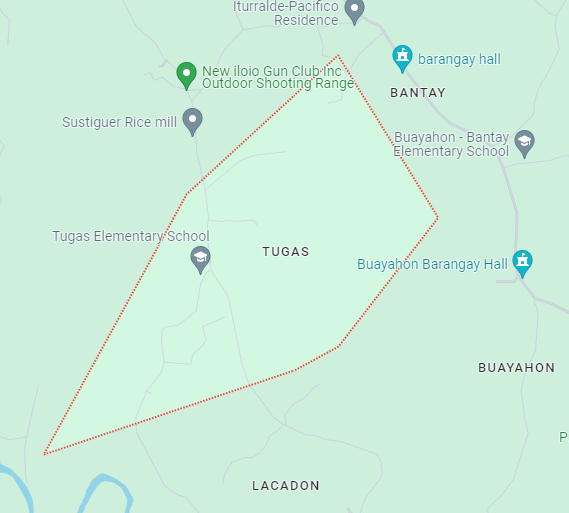 Iturralde-Pacifico
Residence
barangay hall
New iloio Gun Club Inc
Outdoor Shooting Range
BANTAY
Sustiguer Rice mill
Buayahon - Bantay
Elementary School
Tugas Elementary School
TUGAS
Buayahon Barangay Hall
BUAYAHON
P
LACADON